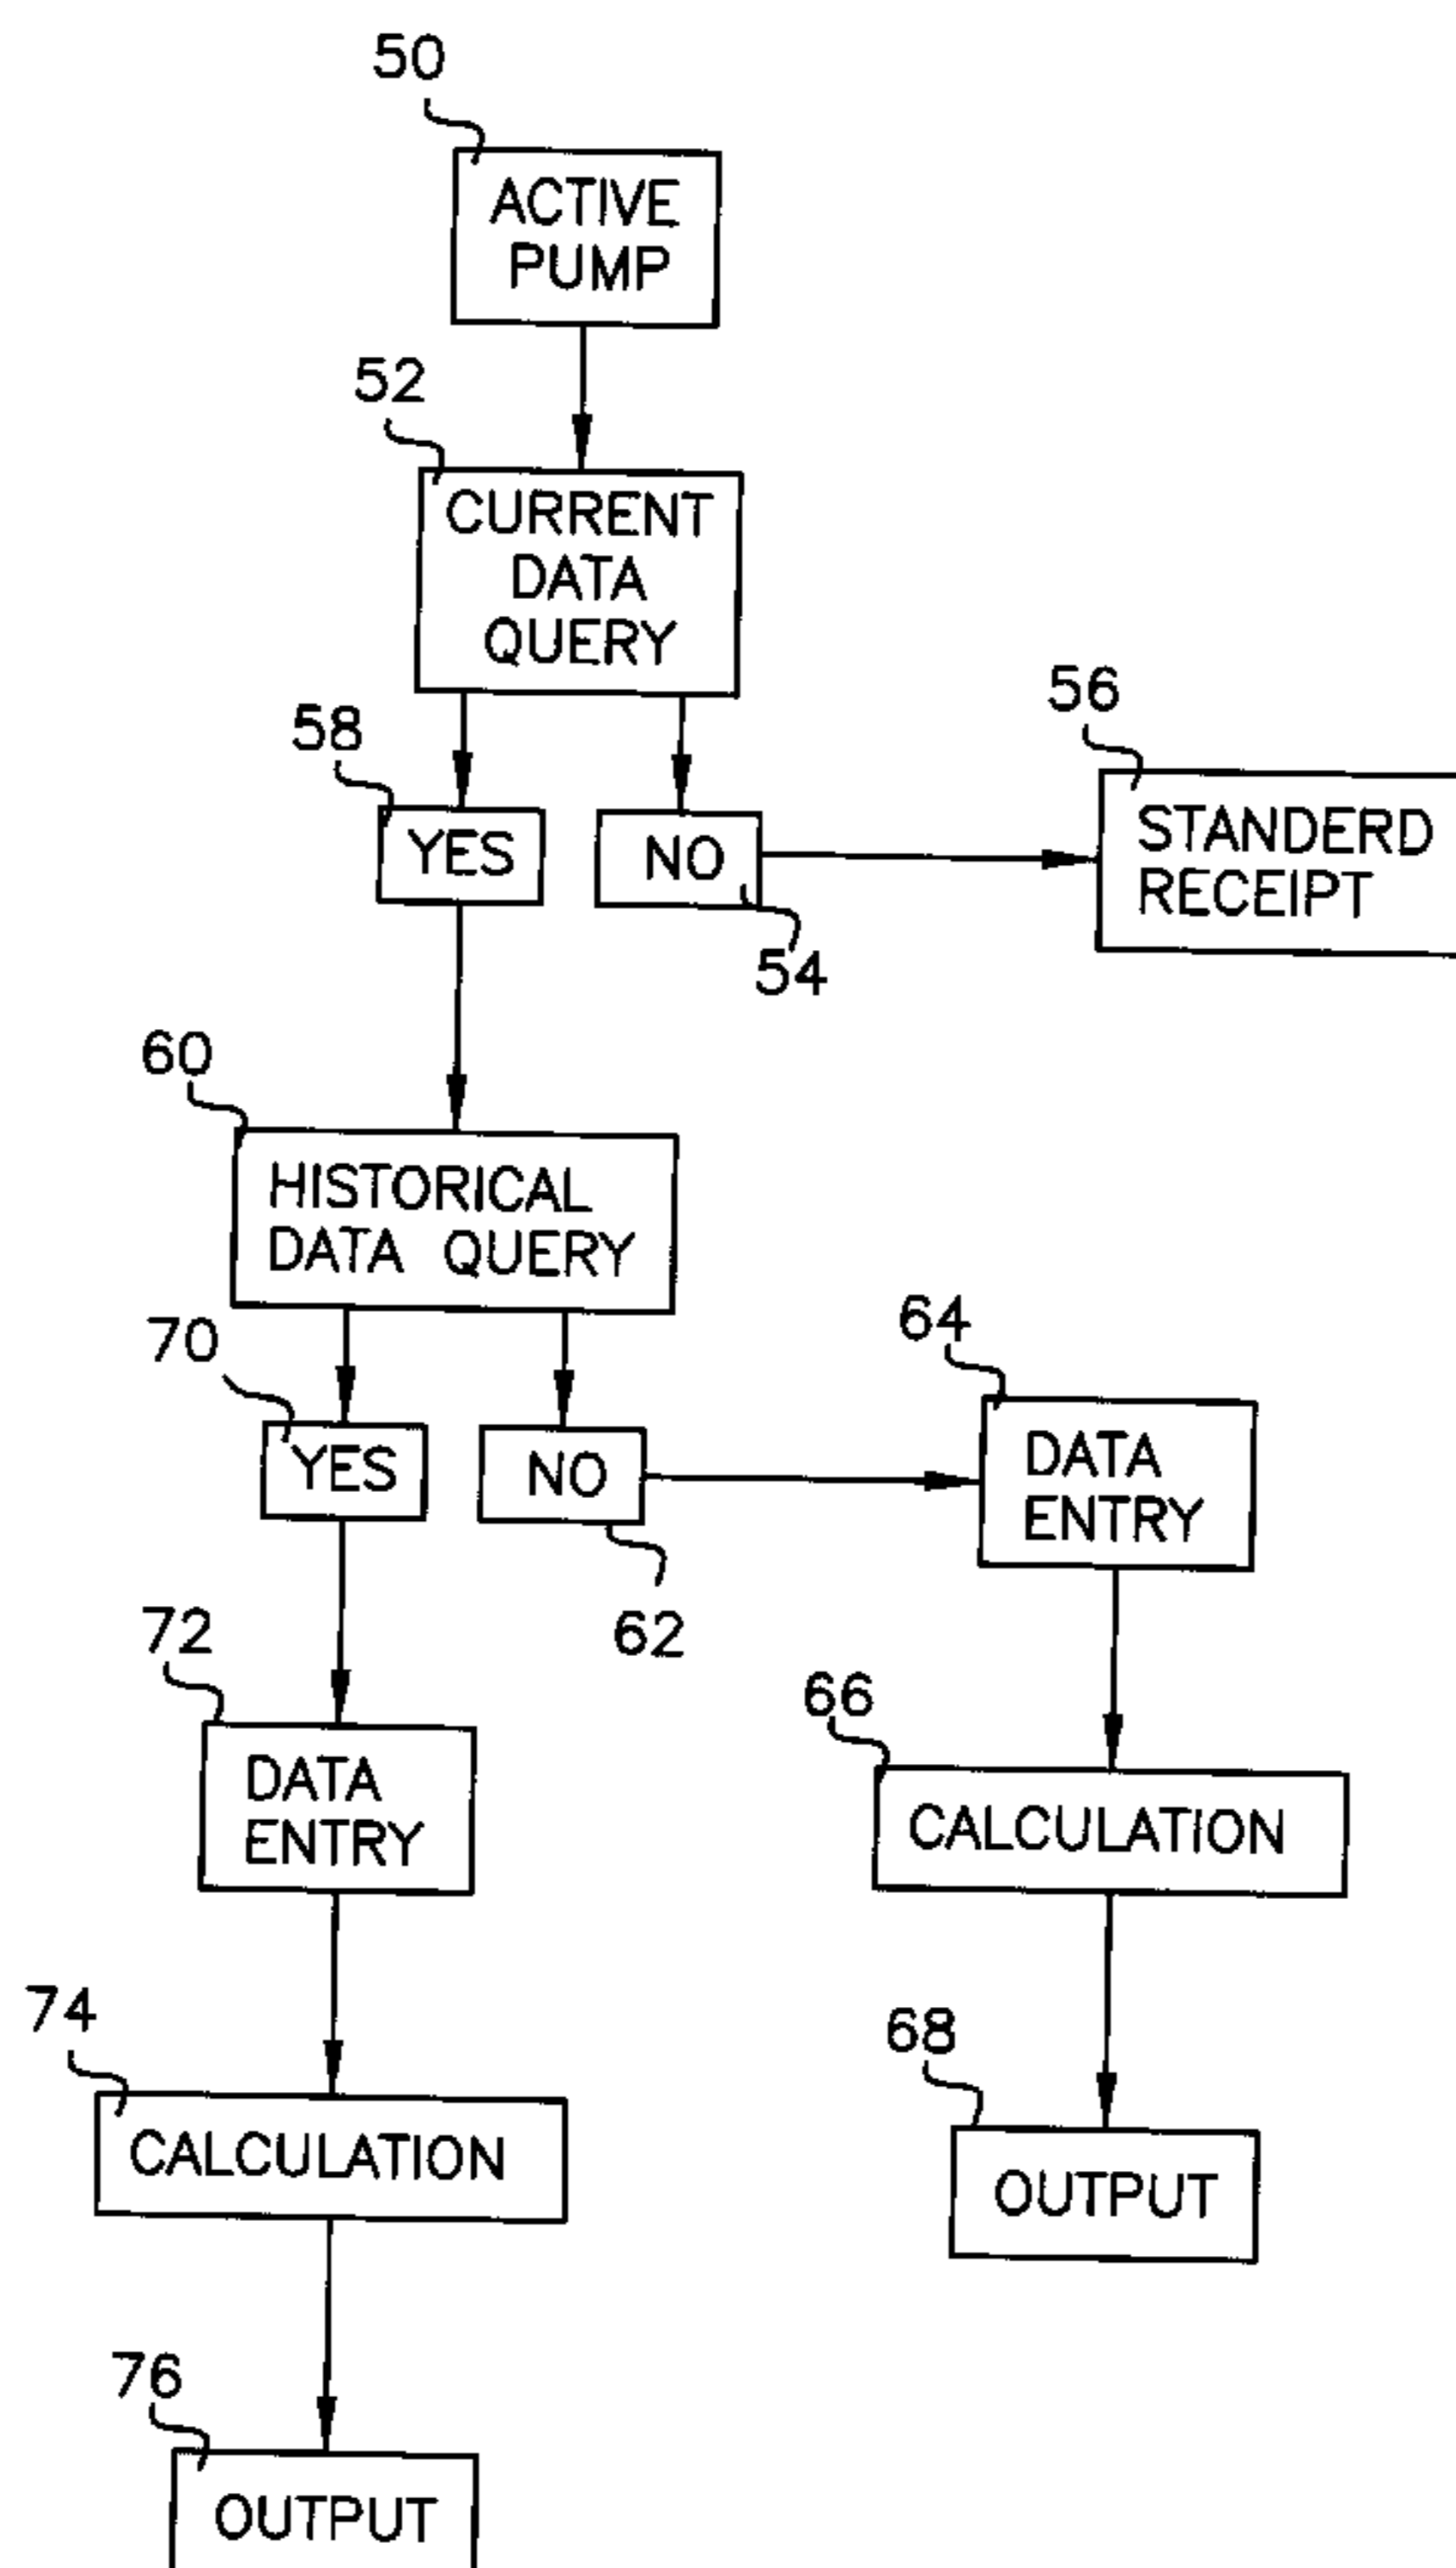 50
ACTIVE
PUMP
52
CURRENT
DATA
QUERY
58
YES
NO
54
56
STANDERD
RECEIPT
60
HISTORICAL
DATA QUERY
70
YES
NO
62
64
DATA
ENTRY
72
DATA
ENTRY
66
CALCULATION
74
CALCULATION
68
OUTPUT
76
OUTPUT